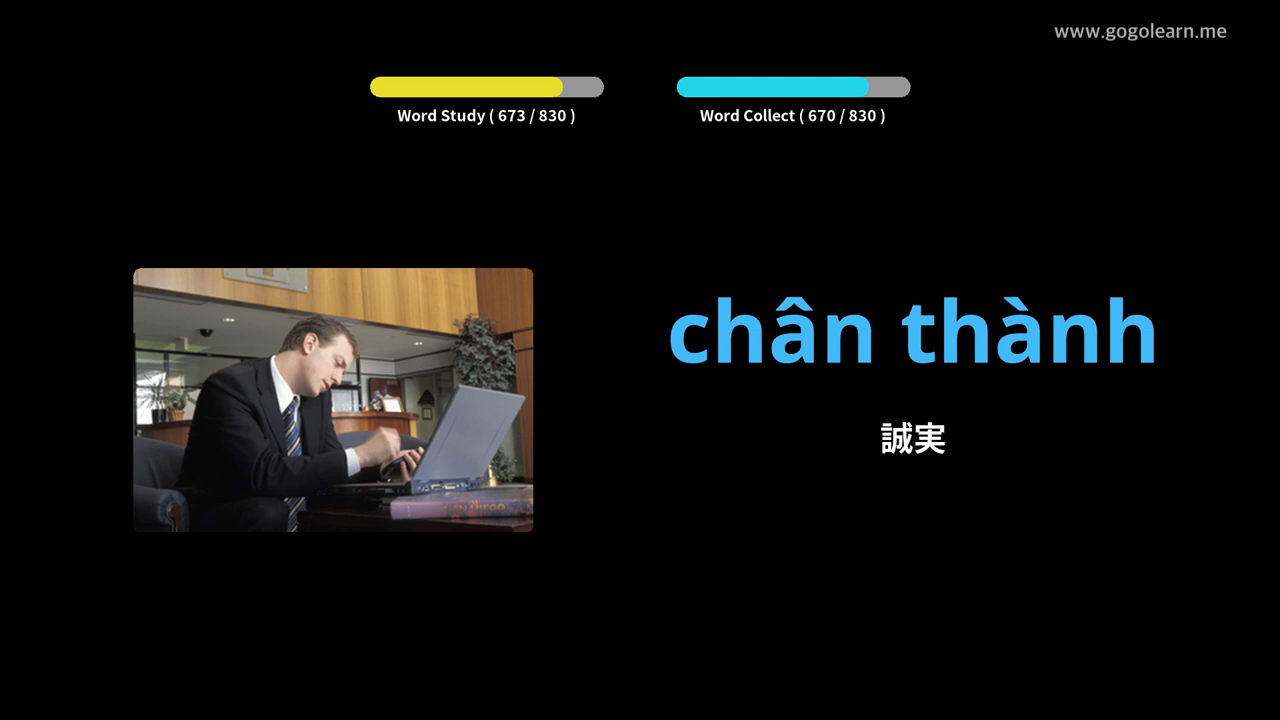 www.gogolearn.me
Word Study ( 673 / 830 )
Word Collect ( 670 / 830 )
chân thành
誠実